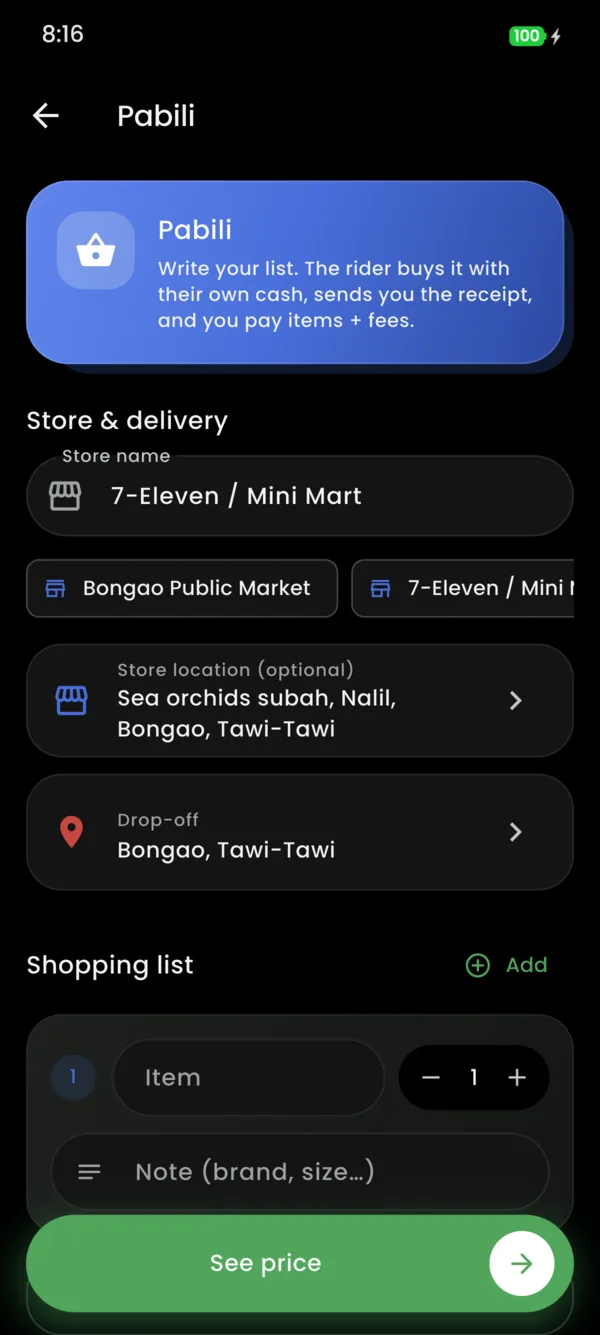 8:16
100
Pabili
Pabili
Write your list. The rider buys it with
their own cash, sends you the receipt,
and you pay items + fees.
Store & delivery
Store name
7-Eleven / Mini Mart
Bongao Public Market
7-Eleven / Mini
Store location (optional)
Sea orchids subah, Nalil,
Bongao, Tawi-Tawi
Drop-off
Bongao, Tawi-Tawi
Shopping list
Add
1
Item
1
Note (brand, size...)
See price